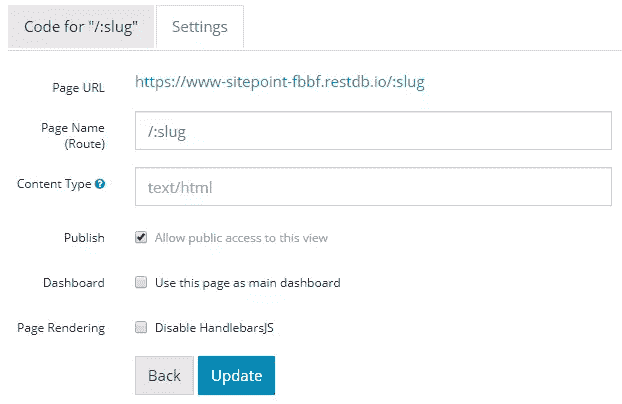 Code for "/:slug" Settings
Page URL https://www-sitepoint-fbbf.restdb.io/:slug
Page Name /:slug
(Route)
Content Type ? text/html
Publish Allow public access to this view
Dashboard Use this page as main dashboard
Page Rendering Disable HandlebarsJS
Back Update